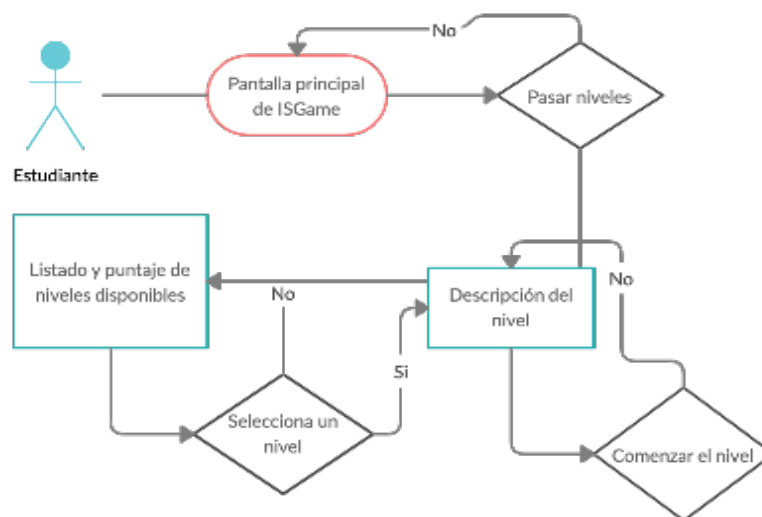 No
Pantalla principal
de ISGame
Pasar niveles
Estudiante
Listado y puntaje de
niveles disponibles
No
Descripción del
nivel
No
Si
Selecciona un
nivel
Comenzar el nivel